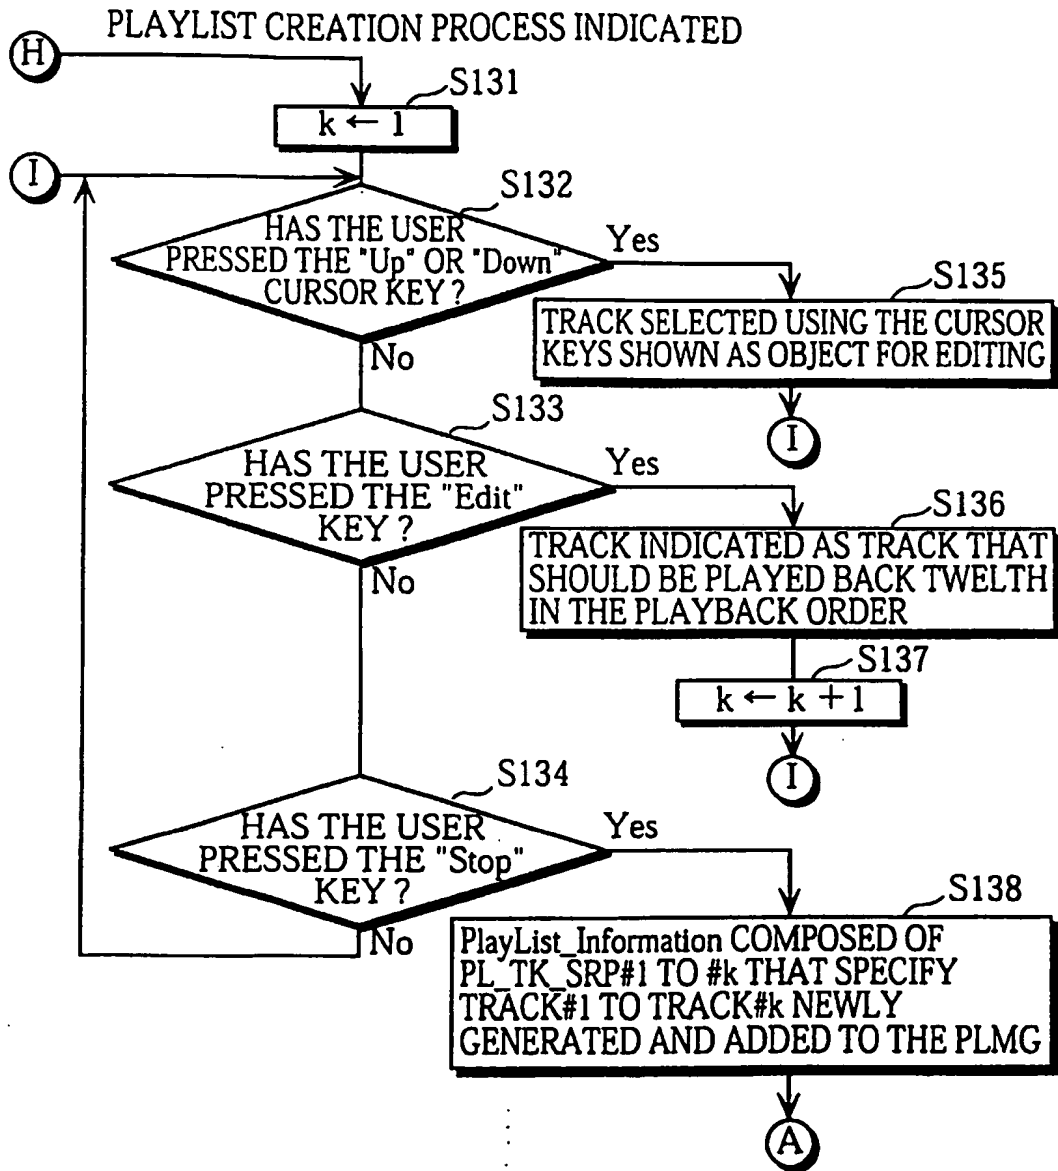 PLAYLIST CREATION PROCESS INDICATED
H
S131
k ← 1
I
S132
HAS THE USER
PRESSED THE "Up" OR "Down"
CURSOR KEY ?
Yes
No
S135
TRACK SELECTED USING THE CURSOR
KEYS SHOWN AS OBJECT FOR EDITING
I
S133
HAS THE USER
PRESSED THE "Edit"
KEY ?
Yes
No
S136
TRACK INDICATED AS TRACK THAT
SHOULD BE PLAYED BACK TWELTH
IN THE PLAYBACK ORDER
S137
k ← k + 1
I
S134
HAS THE USER
PRESSED THE "Stop"
KEY ?
Yes
No
S138
PlayList_Information COMPOSED OF
PL_TK_SRP#1 TO #k THAT SPECIFY
TRACK#1 TO TRACK#k NEWLY
GENERATED AND ADDED TO THE PLMG
A